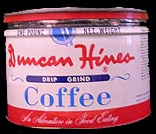 ONE POUND NET WEIGHT
Duncan Hines
DRIP GRIND
Coffee
An Adventure in Good Eating